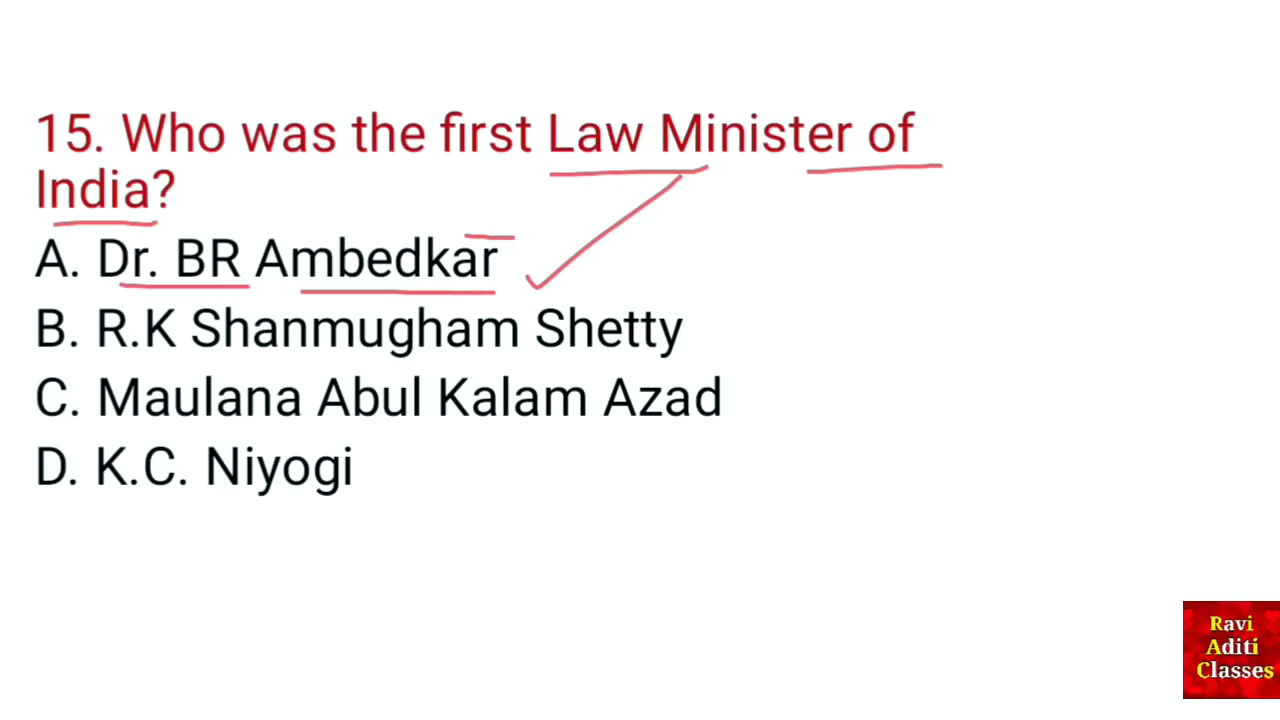 15. Who was the first Law Minister of
India?
A. Dr. BR Ambedkar
B. R.K Shanmugham Shetty
C. Maulana Abul Kalam Azad
D. K.C. Niyogi
Ravi
Aditi
Classes